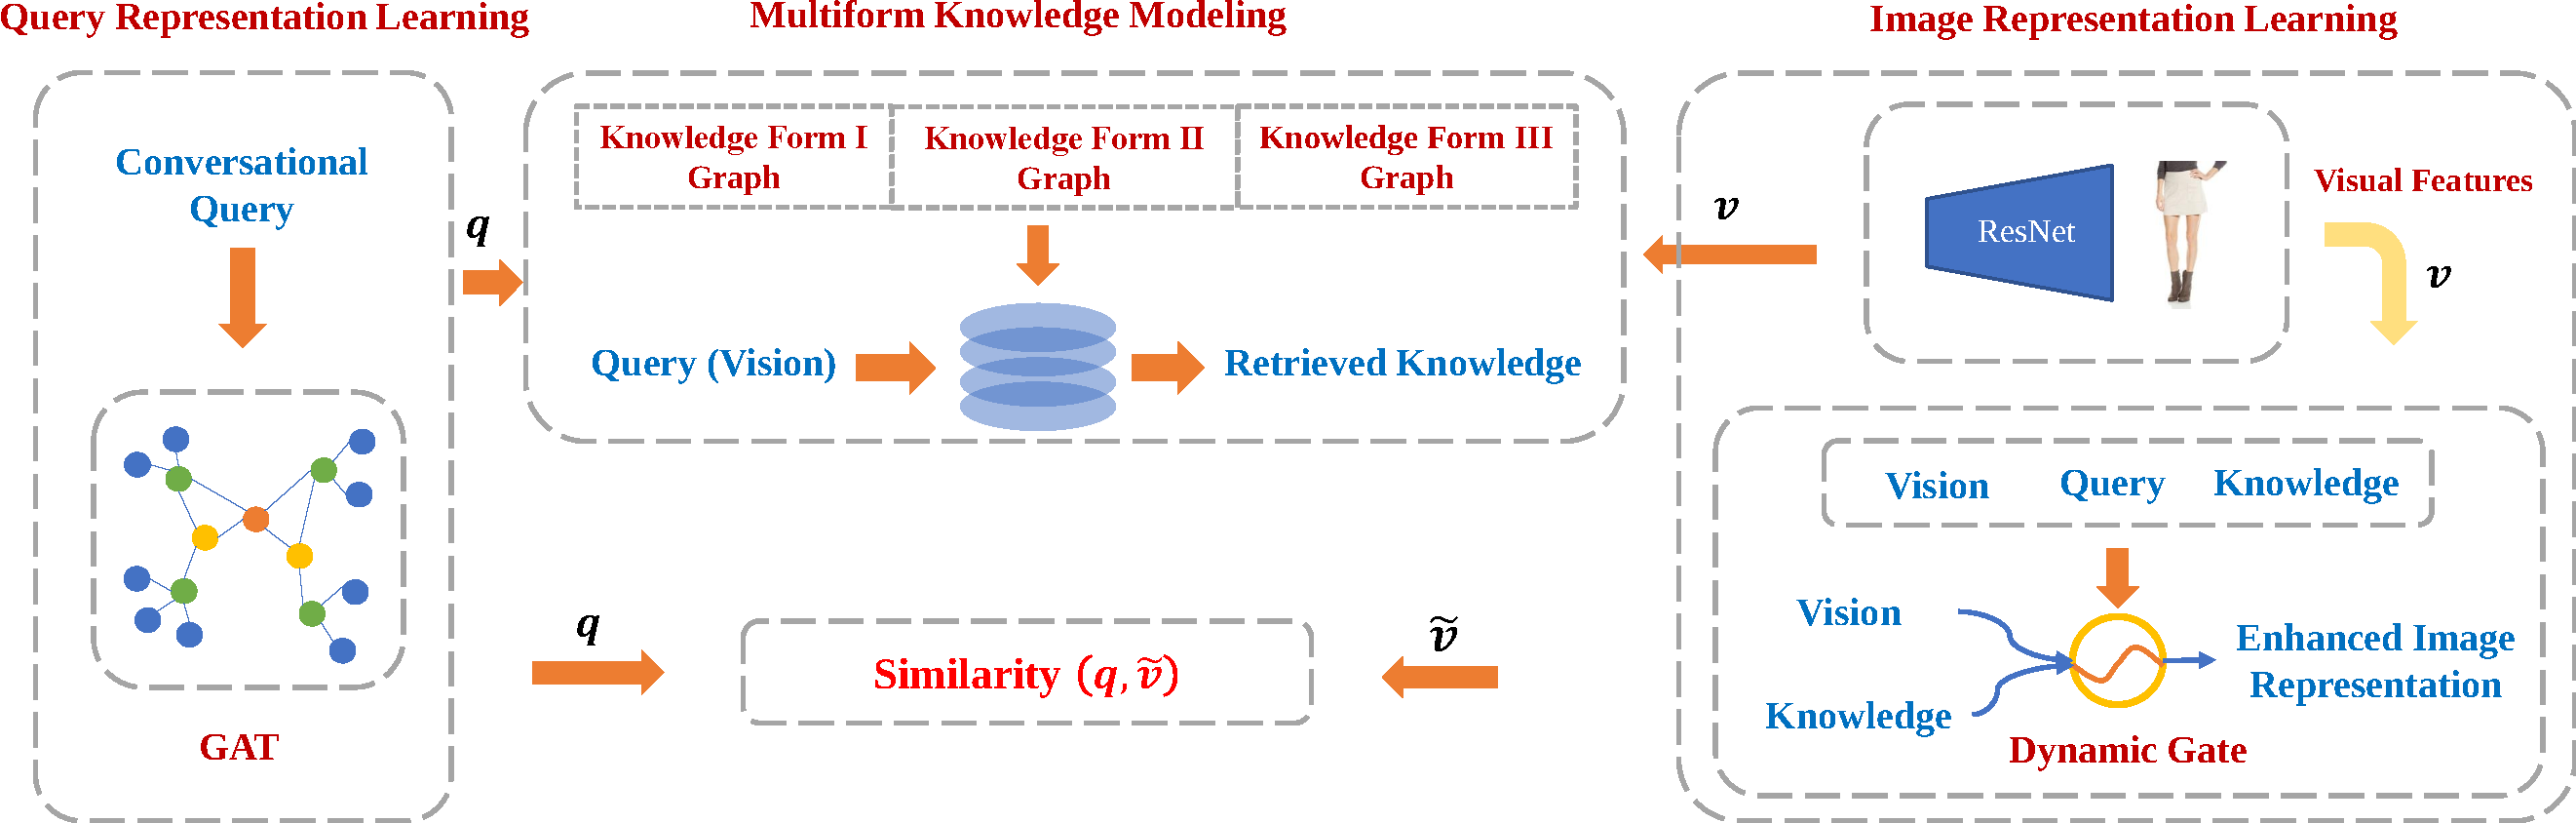 Query Representation Learning
Conversational
Query
GAT
q
Multiform Knowledge Modeling
Knowledge Form I
Graph
Knowledge Form II
Graph
Knowledge Form III
Graph
Query (Vision)
Retrieved Knowledge
q
Similarity (q, ṽ)
ṽ
v
Image Representation Learning
ResNet
Visual Features
v
Vision Query Knowledge
Vision
Knowledge
Enhanced Image
Representation
Dynamic Gate